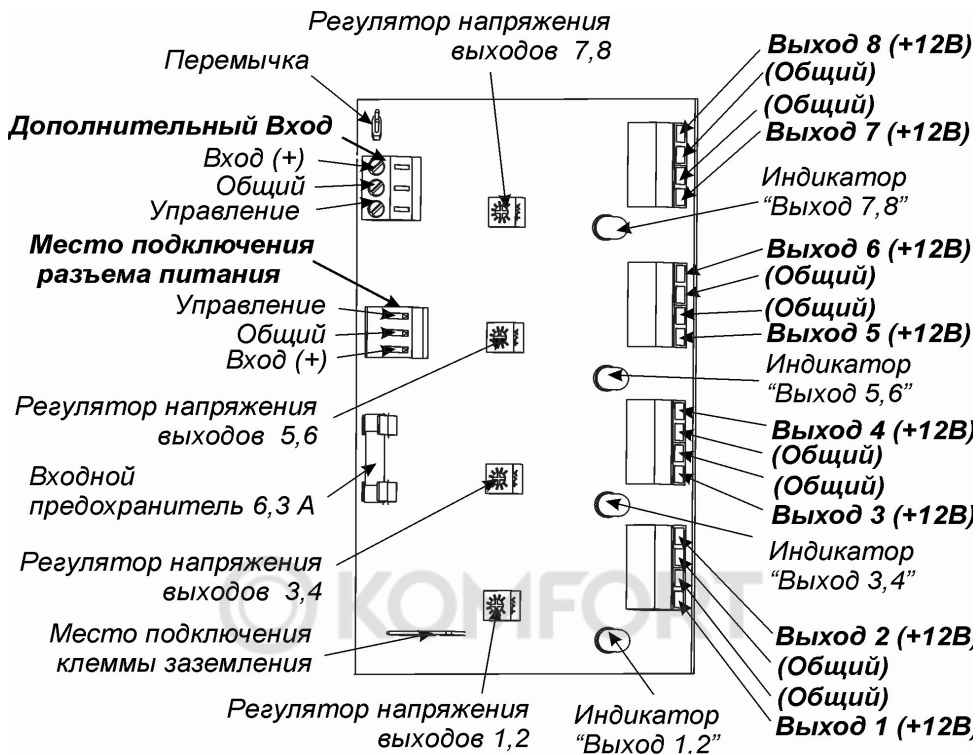 Регулятор напряжения
выходов 7,8
Перемычка
Дополнительный Вход
Вход (+)
Общий
Управление
Место подключения
разъема питания
Управление
Общий
Вход (+)
Регулятор напряжения
выходов 5,6
Входной
предохранитель 6,3 А
Регулятор напряжения
выходов 3,4
Место подключения
клеммы заземления
Регулятор напряжения
выходов 1,2
Выход 8 (+12В)
(Общий)
(Общий)
Выход 7 (+12В)
Индикатор
“Выход 7,8”
Выход 6 (+12В)
(Общий)
(Общий)
Выход 5 (+12В)
Индикатор
“Выход 5,6”
Выход 4 (+12В)
(Общий)
(Общий)
Выход 3 (+12В)
Индикатор
“Выход 3,4”
Выход 2 (+12В)
(Общий)
(Общий)
Выход 1 (+12В)
Индикатор
“Выход 1.2”
KOMFORT